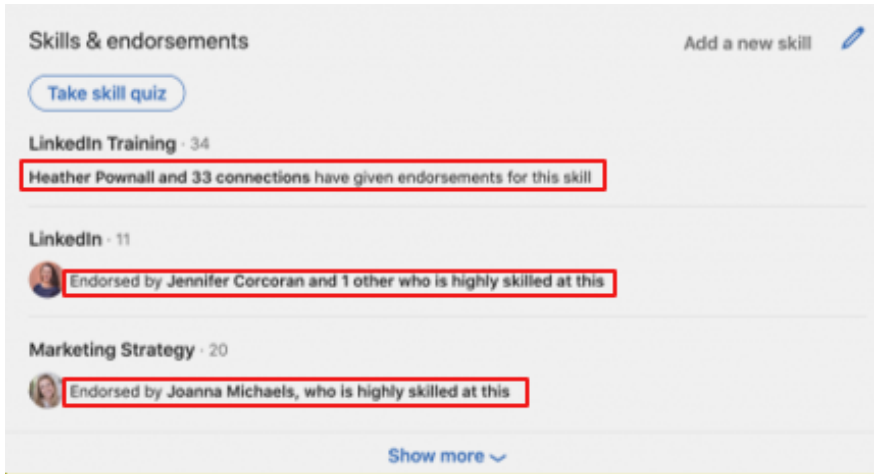 Skills & endorsements
Add a new skill
Take skill quiz
LinkedIn Training · 34
Heather Pownall and 33 connections have given endorsements for this skill
LinkedIn · 11
Endorsed by Jennifer Corcoran and 1 other who is highly skilled at this
Marketing Strategy · 20
Endorsed by Joanna Michaels, who is highly skilled at this
Show more